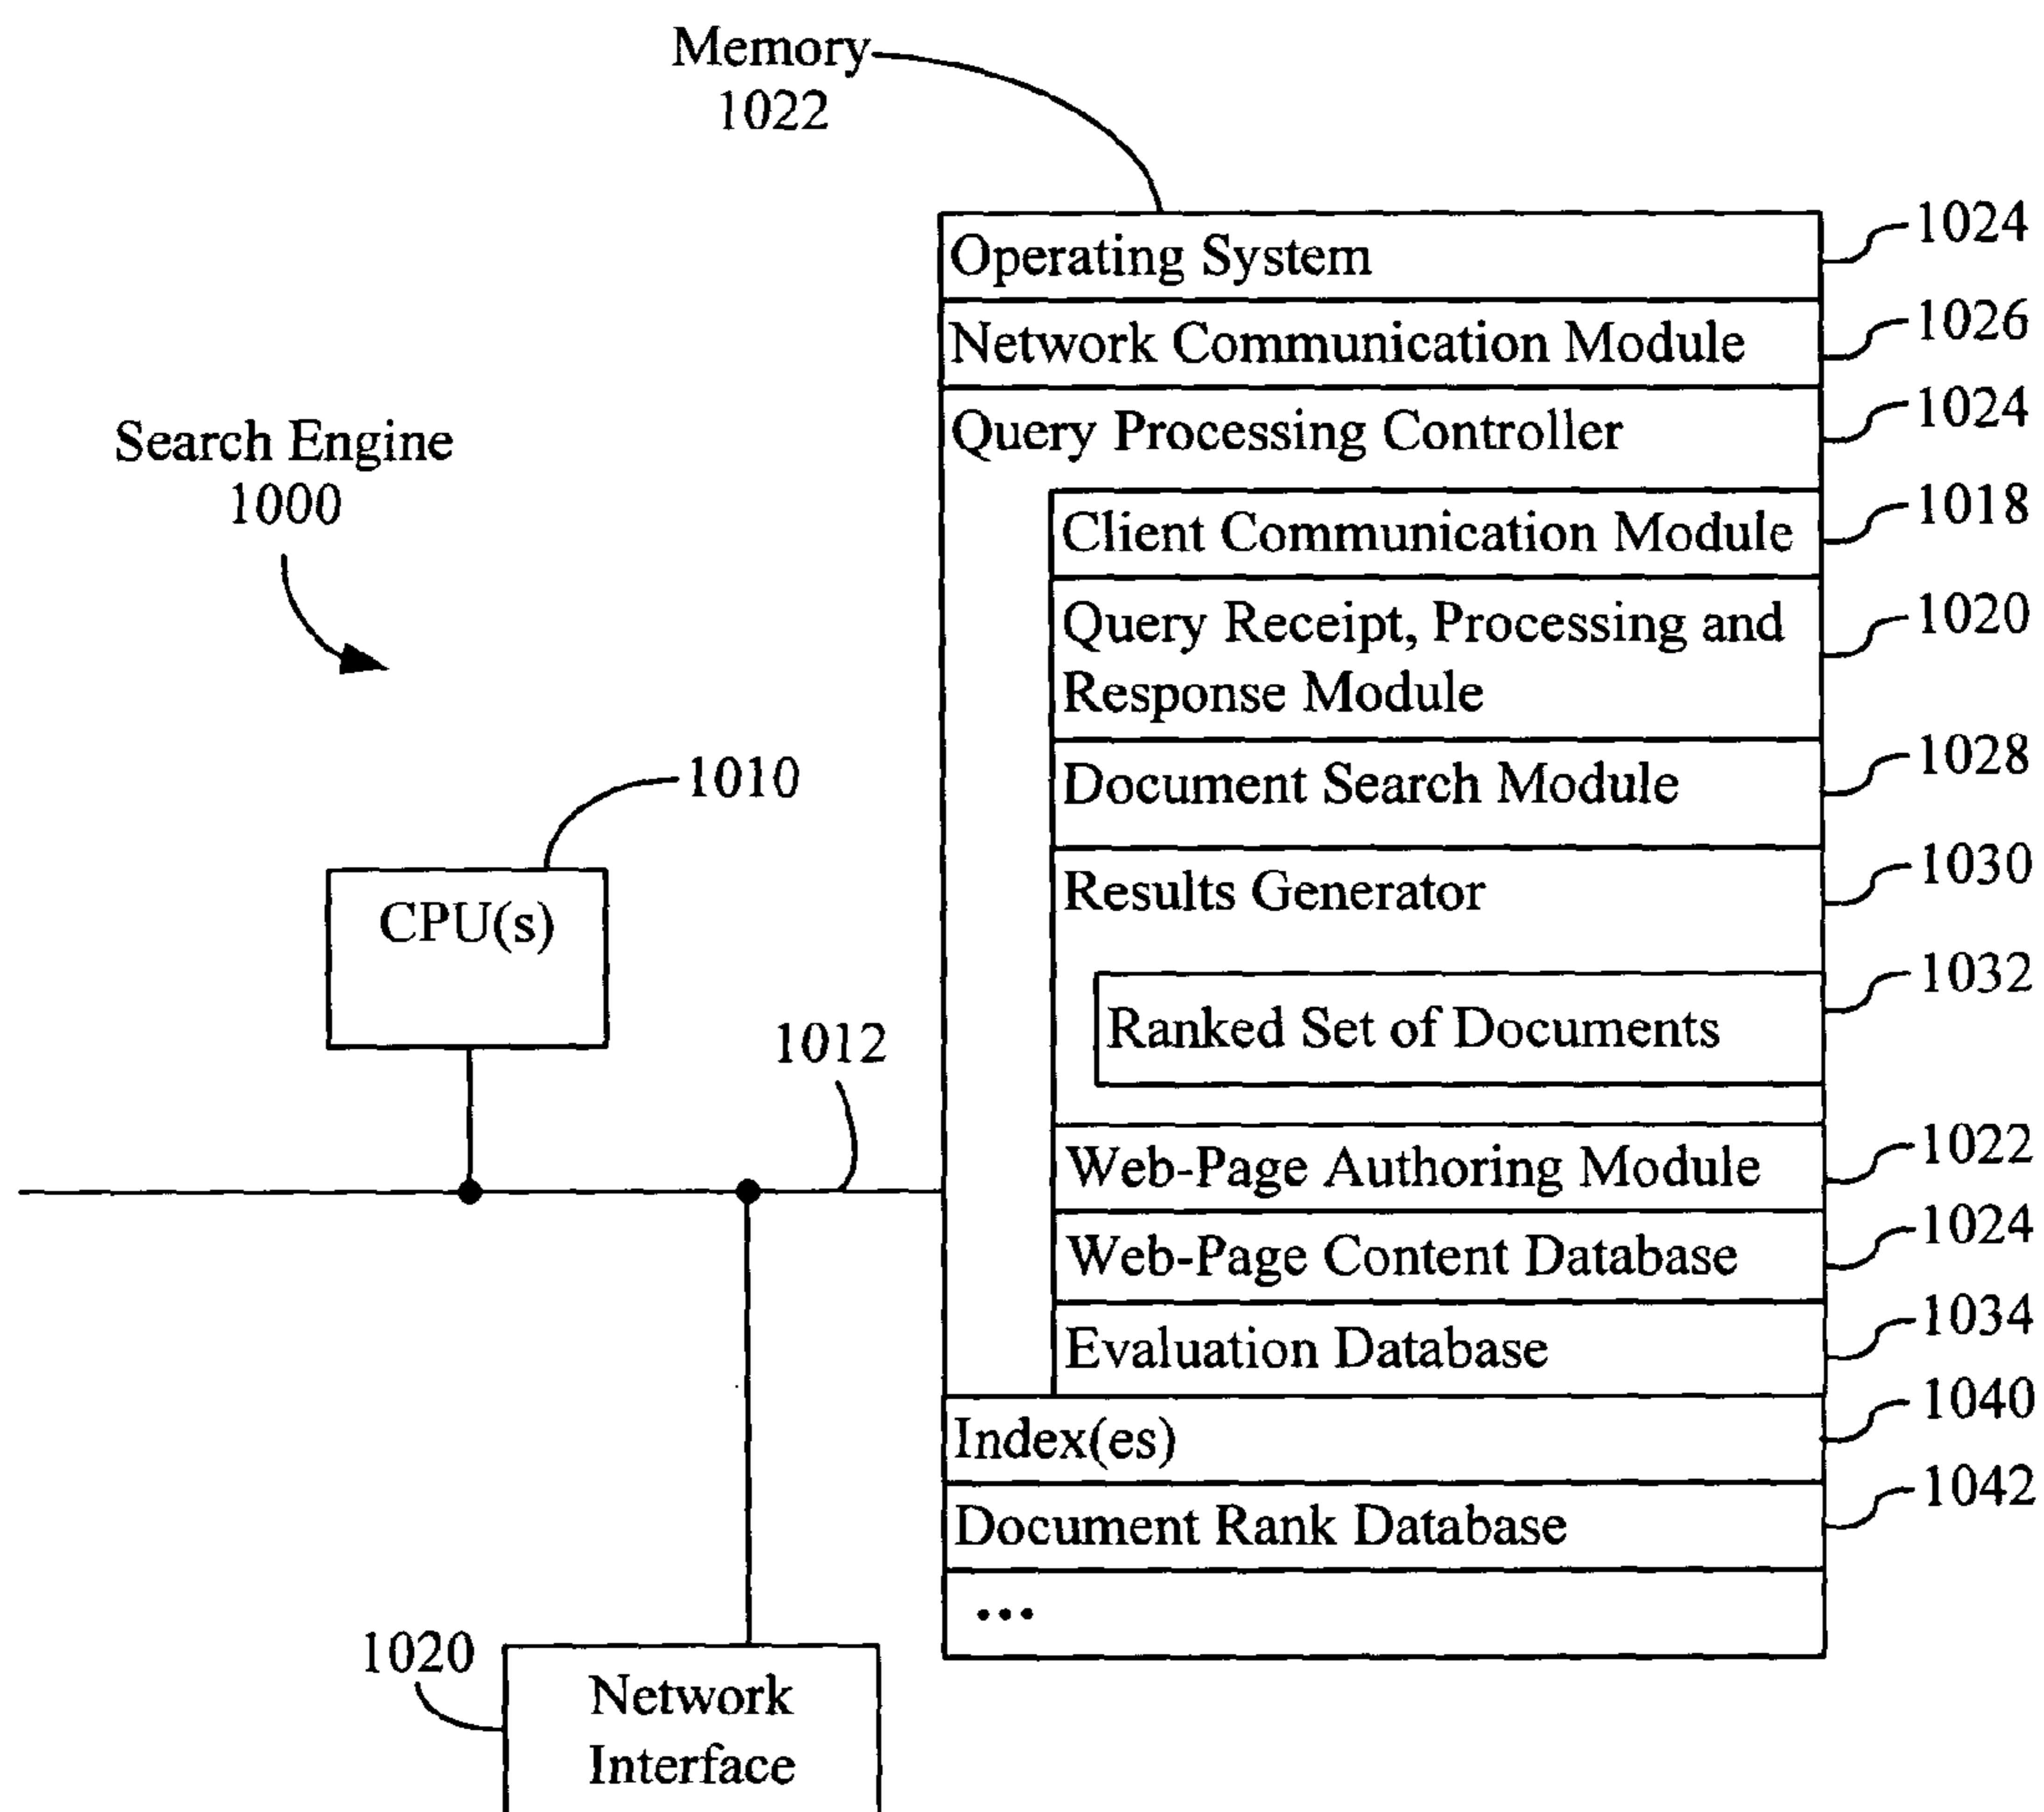 Memory
1022
Operating System
1024
Network Communication Module
1026
Query Processing Controller
1024
Search Engine
1000
Client Communication Module
1018
Query Receipt, Processing and
Response Module
1020
Document Search Module
1028
1010
CPU(s)
Results Generator
1030
Ranked Set of Documents
1032
1012
Web-Page Authoring Module
1022
Web-Page Content Database
1024
Evaluation Database
1034
Index(es)
1040
Document Rank Database
1042
...
1020
Network
Interface